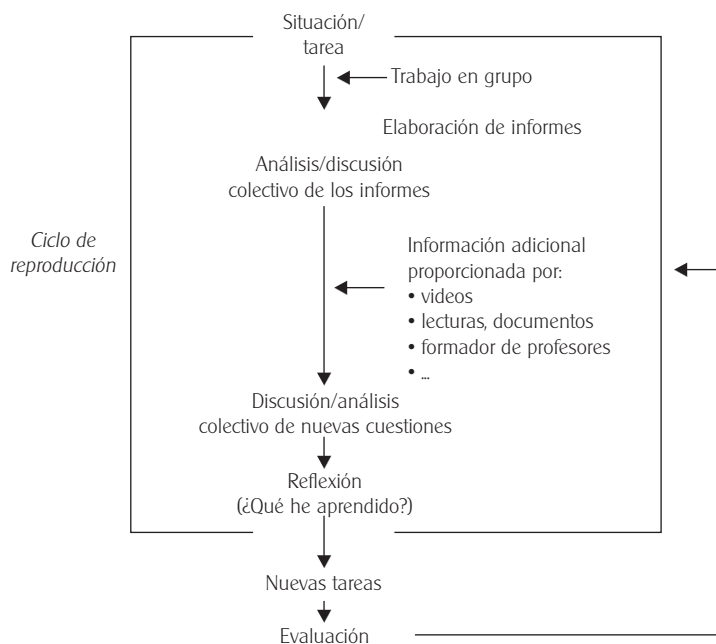 Situación/
tarea
Trabajo en grupo
Elaboración de informes
Análisis/discusión
colectivo de los informes
Ciclo de
reproducción
Información adicional
proporcionada por:
• videos
• lecturas, documentos
• formador de profesores
• ...
Discusión/análisis
colectivo de nuevas cuestiones
Reflexión
(¿Qué he aprendido?)
Nuevas tareas
Evaluación